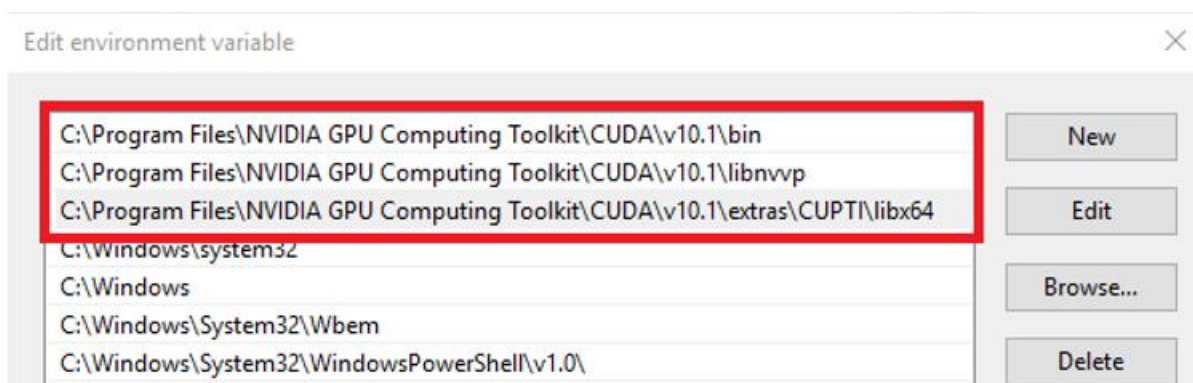 Edit environment variable
C:\Program Files\NVIDIA GPU Computing Toolkit\CUDA\v10.1\bin
C:\Program Files\NVIDIA GPU Computing Toolkit\CUDA\v10.1\libnvvp
C:\Program Files\NVIDIA GPU Computing Toolkit\CUDA\v10.1\extras\CUPTI\libx64
C:\Windows\system32
C:\Windows
C:\Windows\System32\Wbem
C:\Windows\System32\WindowsPowerShell\v1.0\
New
Edit
Browse...
Delete